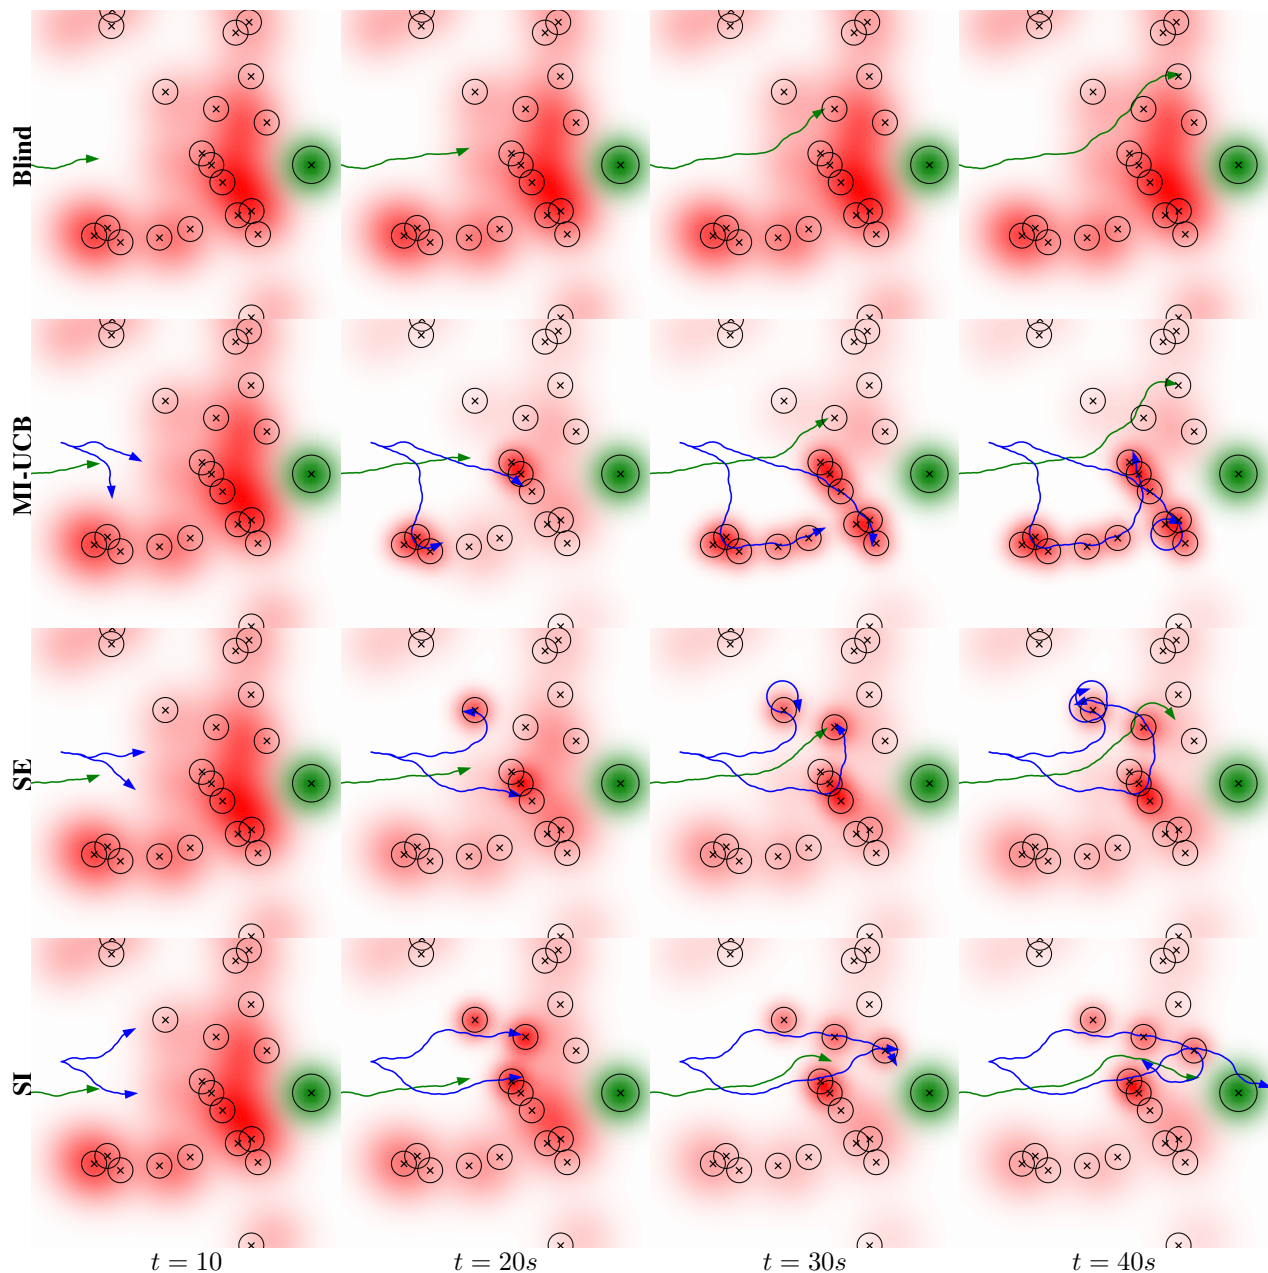 Blind
MI-UCB
SE
SI
t = 10
t = 20s
t = 30s
t = 40s